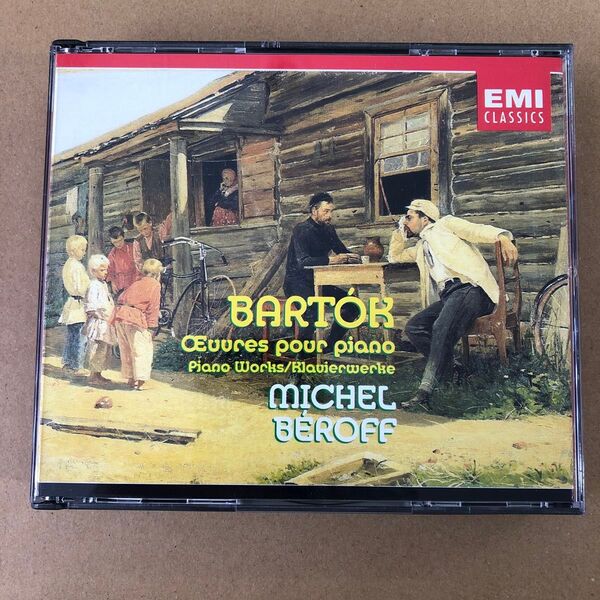 EMI
CLASSICS
BARTÓK
Œuvres pour piano
Piano Works/Klavierwerke
MICHEL
BÉROFF